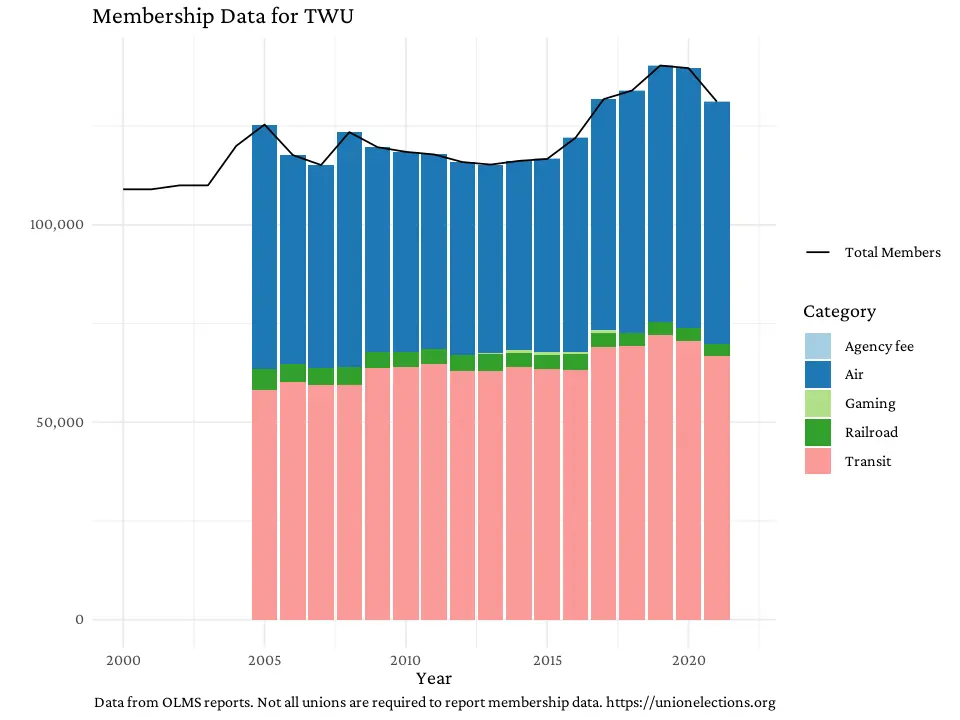 Membership Data for TWU
100,000
50,000
0
2000
2005
2010
2015
2020
Year
Total Members
Category
Agency fee
Air
Gaming
Railroad
Transit
Data from OLMS reports. Not all unions are required to report membership data. https://unionelections.org